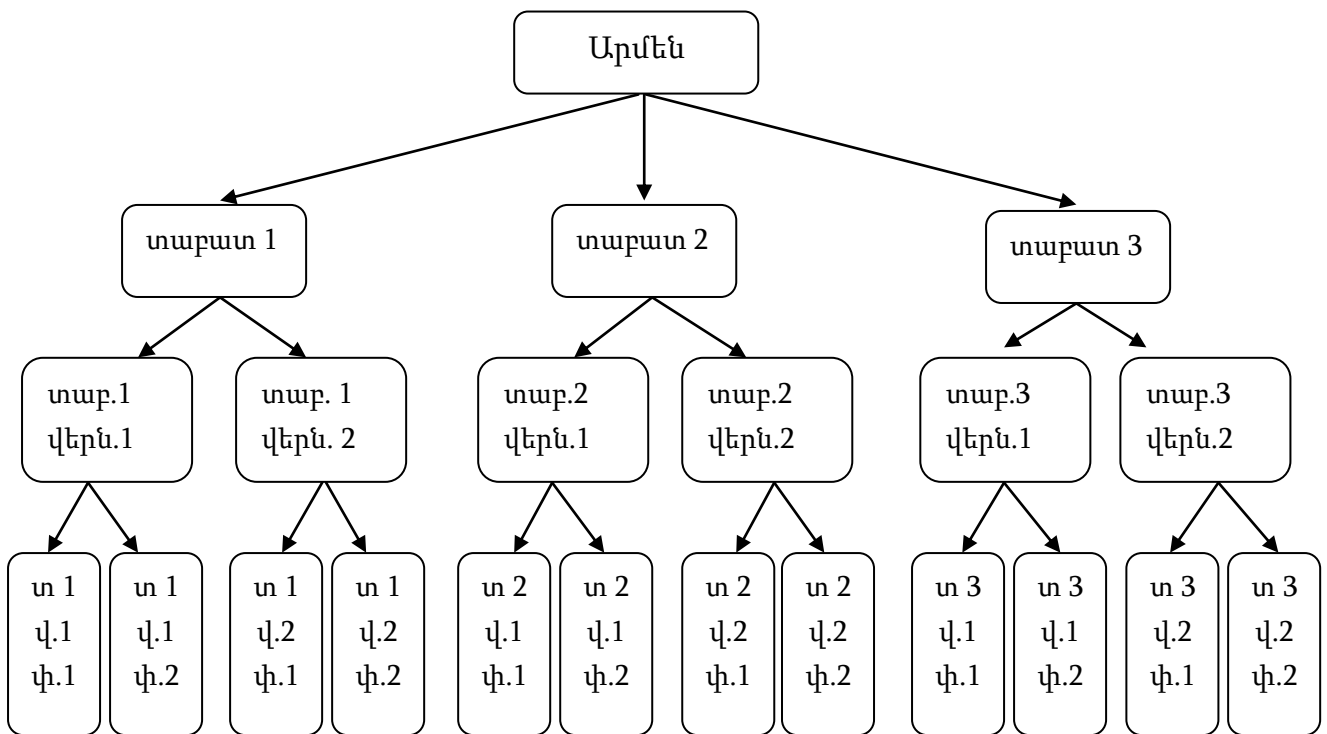 Արմեն
տաբատ 1
տաբատ 2
տաբատ 3
տաբ.1
վերն.1
տաբ. 1
վերն. 2
տաբ.2
վերն.1
տաբ.2
վերն.2
տաբ.3
վերն.1
տաբ.3
վերն.2
տ 1
վ.1
փ.1
տ 1
վ.1
փ.2
տ 1
վ.2
փ.1
տ 1
վ.2
փ.2
տ 2
վ.1
փ.1
տ 2
վ.1
փ.2
տ 2
վ.2
փ.1
տ 2
վ.2
փ.2
տ 3
վ.1
փ.1
տ 3
վ.1
փ.2
տ 3
վ.2
փ.1
տ 3
վ.2
փ.2